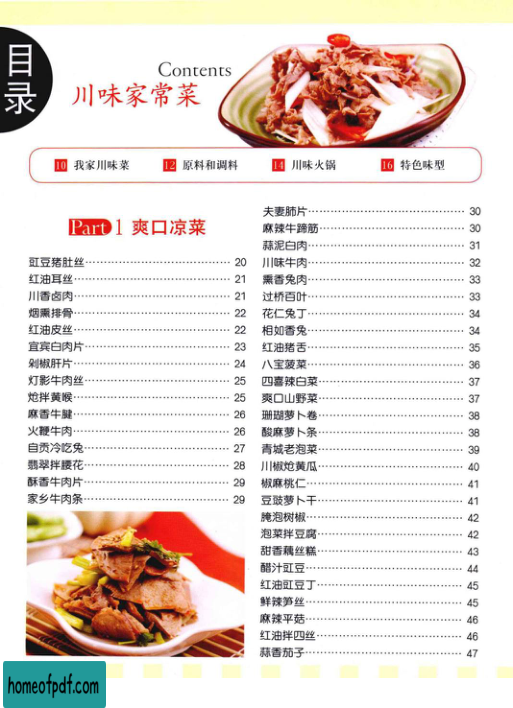 目录
Contents
川味家常菜
10 我家川味菜 12 原料和调料 14 川味火锅 16 特色味型
Part 1 爽口凉菜
豇豆猪肚丝 20
红油耳丝 21
川香卤肉 21
烟熏排骨 22
红油皮丝 22
宜宾白肉片 23
剁椒肝片 24
灯影牛肉丝 25
炝拌黄喉 25
麻香牛腱 26
火鞭牛肉 26
自贡冷吃兔 27
翡翠拌腰花 28
酥香牛肉片 29
家乡牛肉条 29
夫妻肺片 30
麻辣牛蹄筋 30
蒜泥白肉 31
川味牛肉 32
熏香兔肉 33
过桥百叶 33
花仁兔丁 34
相如香兔 34
红油猪舌 35
八宝菠菜 36
四喜辣白菜 37
爽口山野菜 37
珊瑚萝卜卷 38
酸麻萝卜条 38
青城老泡菜 39
川椒炝黄瓜 40
椒麻桃仁 41
豆豉萝卜干 41
腌泡树椒 42
泡菜拌豆腐 42
甜香藕丝糕 43
醋汁豇豆 44
红油豇豆丁 45
鲜辣笋丝 45
麻辣平菇 46
红油拌四丝 46
蒜香茄子 47
homeofpdf.com